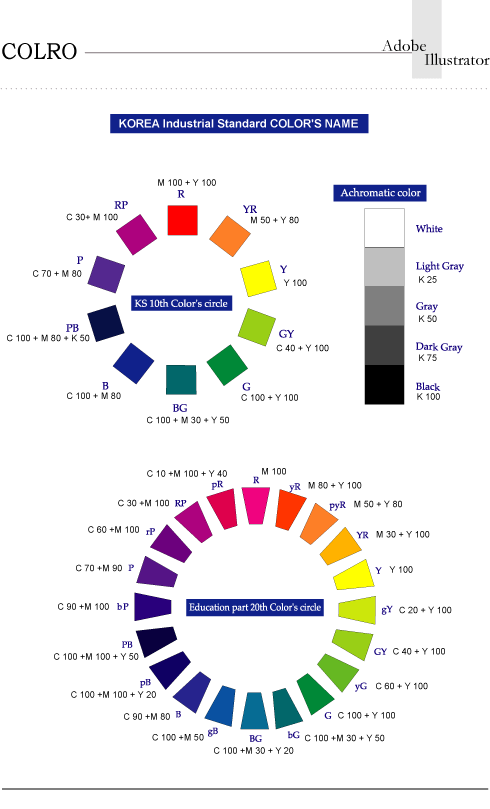 COLRO
Adobe
Illustrator
KOREA Industrial Standard COLOR'S NAME
M 100 + Y 100
R
YR
M 50 + Y 80
Y
Y 100
GY
C 40 + Y 100
G
C 100 + Y 100
BG
C 100 + M 30 + Y 50
B
C 100 + M 80
PB
C 100 + M 80 + K 50
P
C 70 + M 80
RP
C 30+ M 100
KS 10th Color's circle
Achromatic color
White
Light Gray
K 25
Gray
K 50
Dark Gray
K 75
Black
K 100
M 100
R
yR M 80 + Y 100
pyR M 50 + Y 80
YR M 30 + Y 100
Y Y 100
gY C 20 + Y 100
GY C 40 + Y 100
yG C 60 + Y 100
G C 100 + Y 100
bG C 100 + M 30 + Y 50
BG
C 100 + M 30 + Y 20
gB
C 100 +M 50
B
C 90 +M 80
pB
C 100 +M 100 + Y 20
PB
C 100 +M 100 + Y 50
C 90 +M 100 bP
C 70 +M 90 P
C 60 +M 100 rP
C 30 +M 100 RP
C 10 +M 100 + Y 40
pR
Education part 20th Color's circle